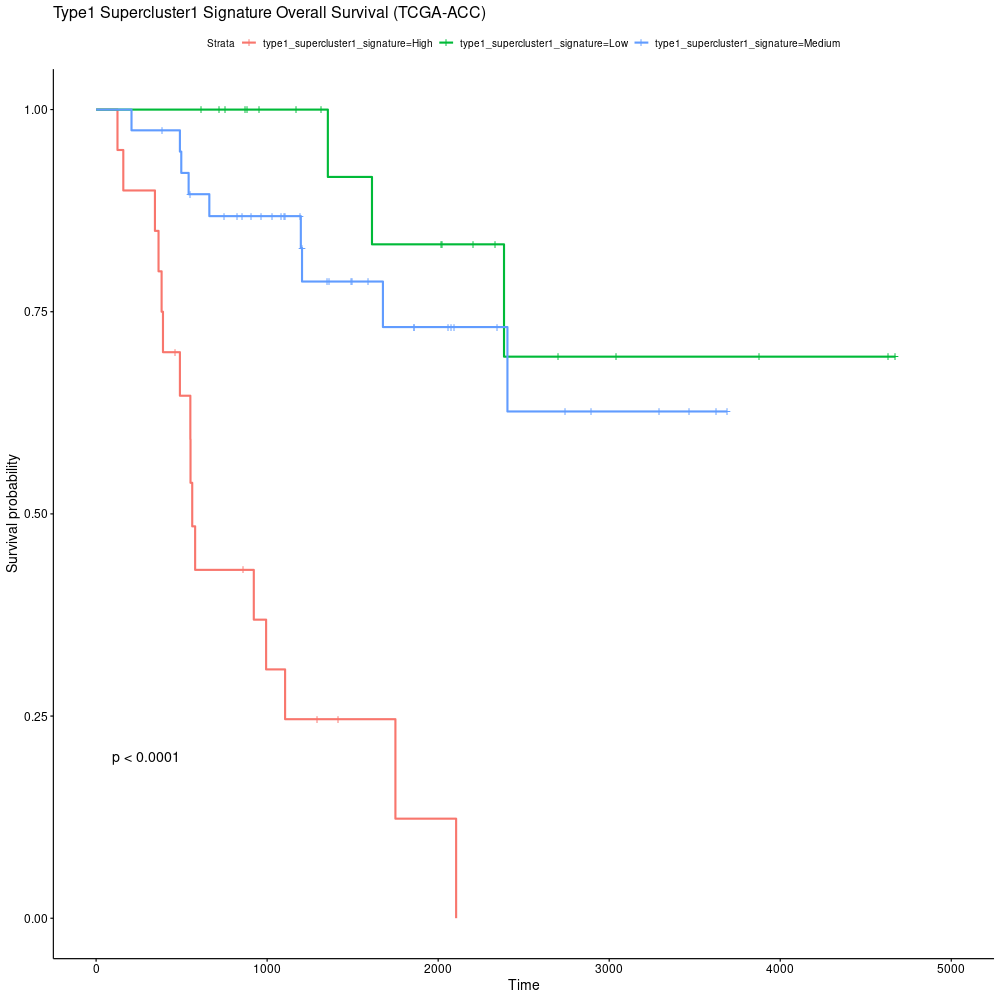 Type1 Supercluster1 Signature Overall Survival (TCGA-ACC)
Strata type1_supercluster1_signature=High type1_supercluster1_signature=Low type1_supercluster1_signature=Medium
1.00
0.75
0.50
0.25
0.00
Survival probability
p < 0.0001
0 1000 2000 3000 4000 5000
Time